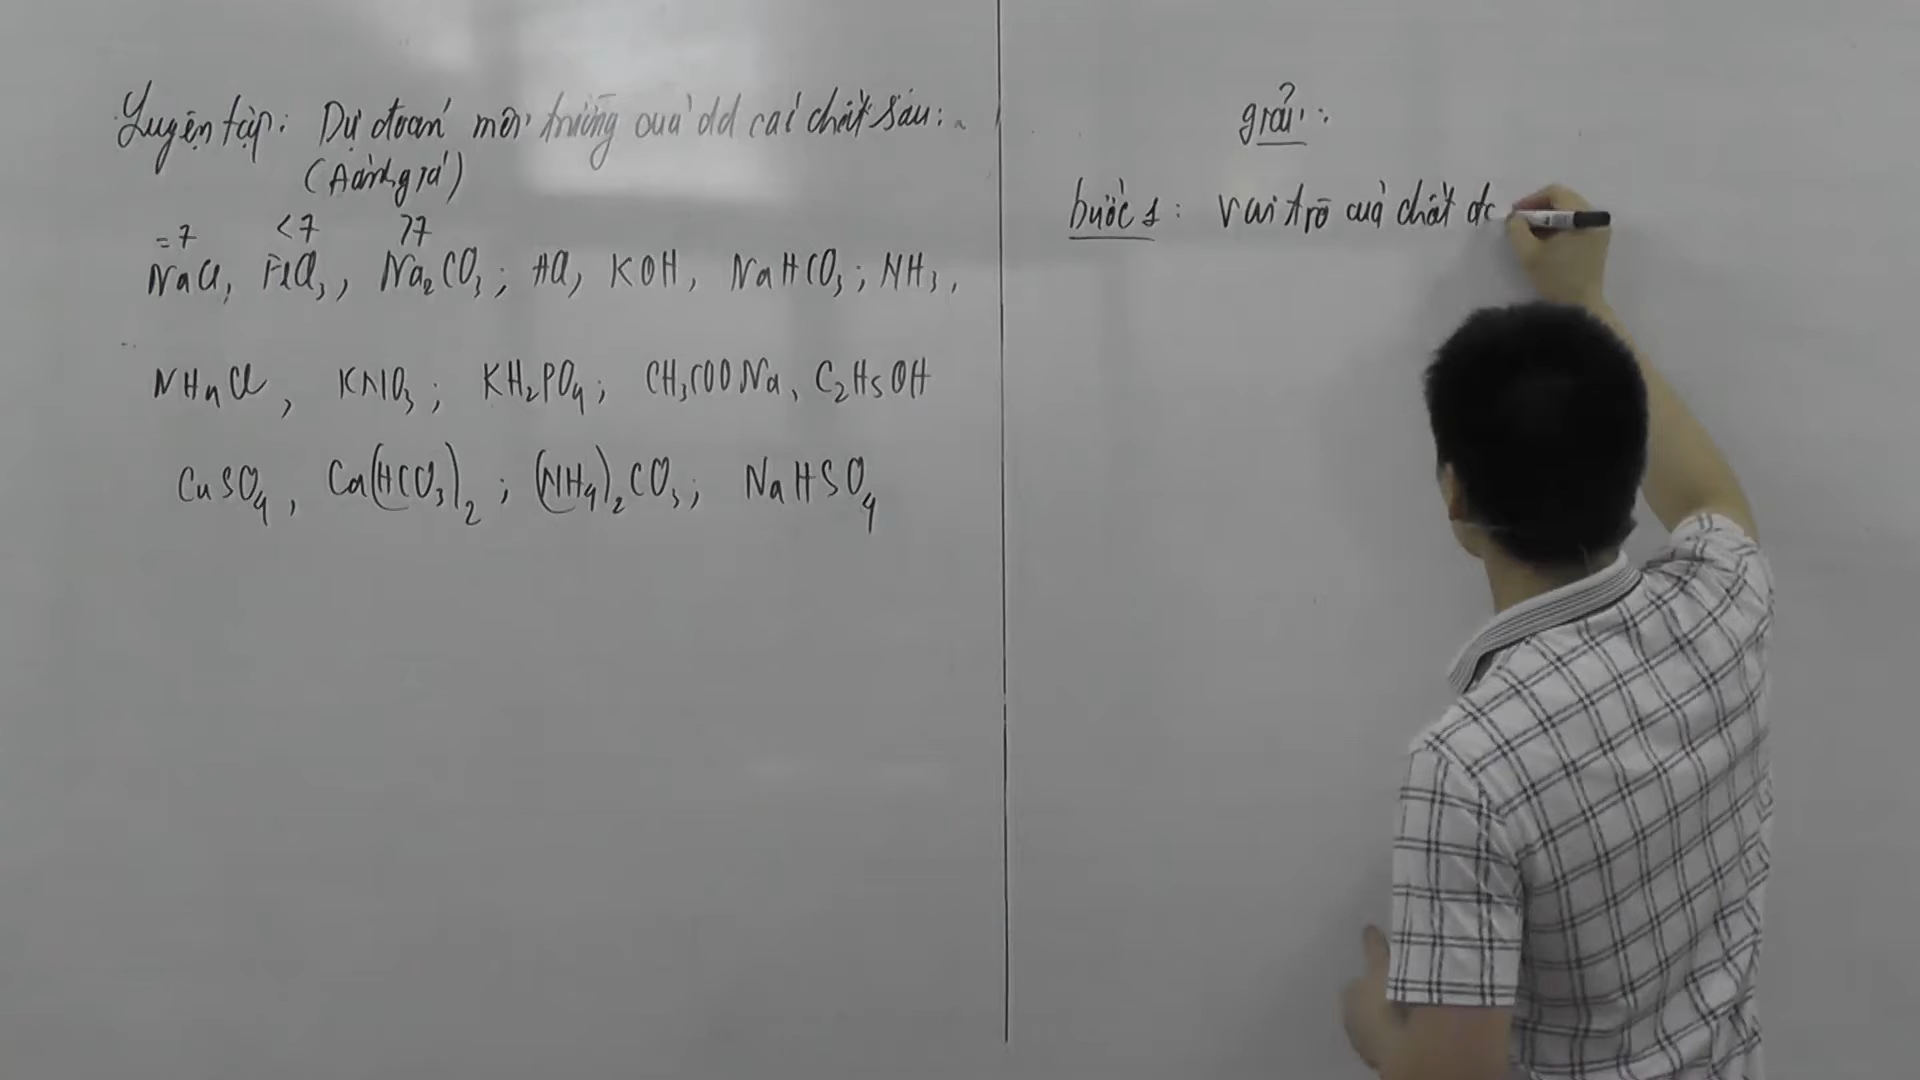 Luyện tập: Dự đoán môi trường của dd các chất sau:
(Đánh giá)
=7 <7 >7
NaCl, FeCl₃, Na₂CO₃; HCl, KOH, NaHCO₃; NH₃,
NH₄Cl, KNO₃; KH₂PO₄; CH₃COONa, C₂H₅OH
CuSO₄, Ca(HCO₃)₂; (NH₄)₂CO₃; NaHSO₄
giải:
bước 1: vai trò của chất đ